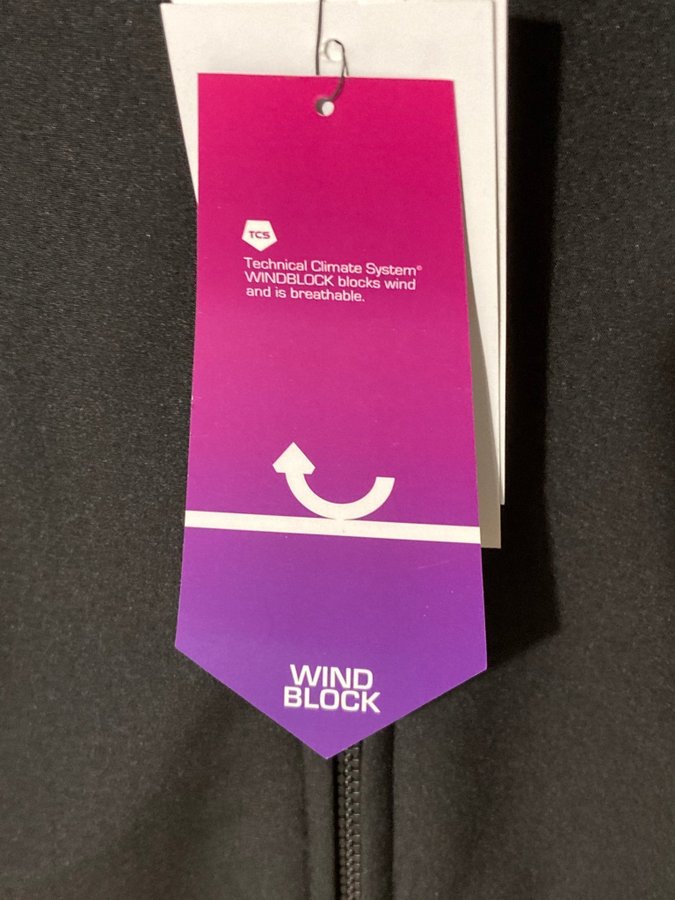 TCS
Technical Climate System®
WINDBLOCK blocks wind
and is breathable.
WIND
BLOCK